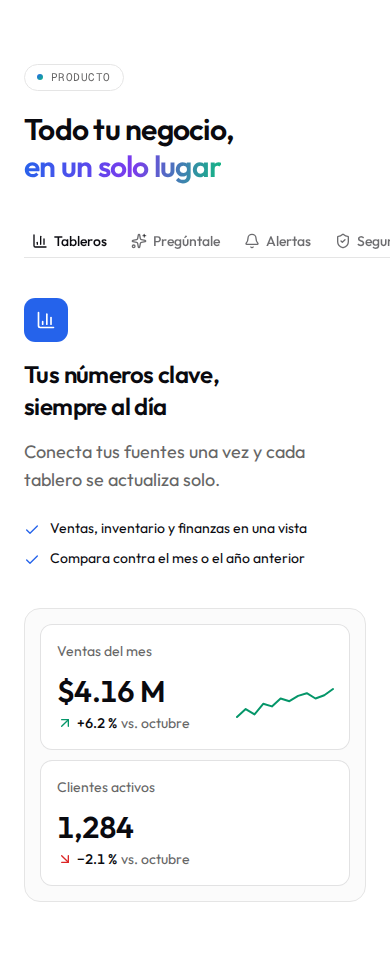 PRODUCTO
Todo tu negocio,
en un solo lugar
Tableros Pregúntale Alertas Segur
Tus números clave,
siempre al día
Conecta tus fuentes una vez y cada
tablero se actualiza solo.
Ventas, inventario y finanzas en una vista
Compara contra el mes o el año anterior
Ventas del mes
$4.16 M
+6.2 % vs. octubre
Clientes activos
1,284
−2.1 % vs. octubre